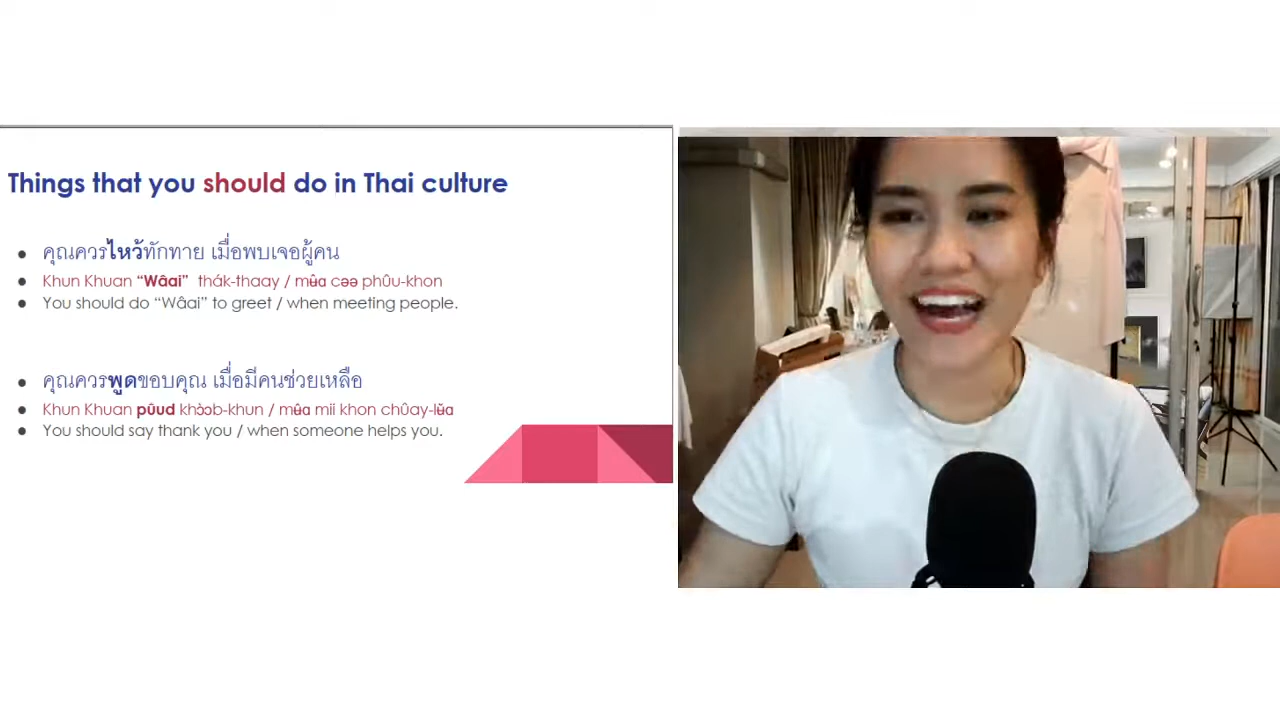 Things that you should do in Thai culture
คุณควรไหว้ทักทาย เมื่อพบเจอผู้คน
Khun Khuan “Wâai” thák-thaay / mʉ̂a cəə phûu-khon
You should do “Wâai” to greet / when meeting people.
คุณควรพูดขอบคุณ เมื่อมีคนช่วยเหลือ
Khun Khuan pûud khɔ̀ɔb-khun / mʉ̂a mii khon chûay-lʉ̌a
You should say thank you / when someone helps you.